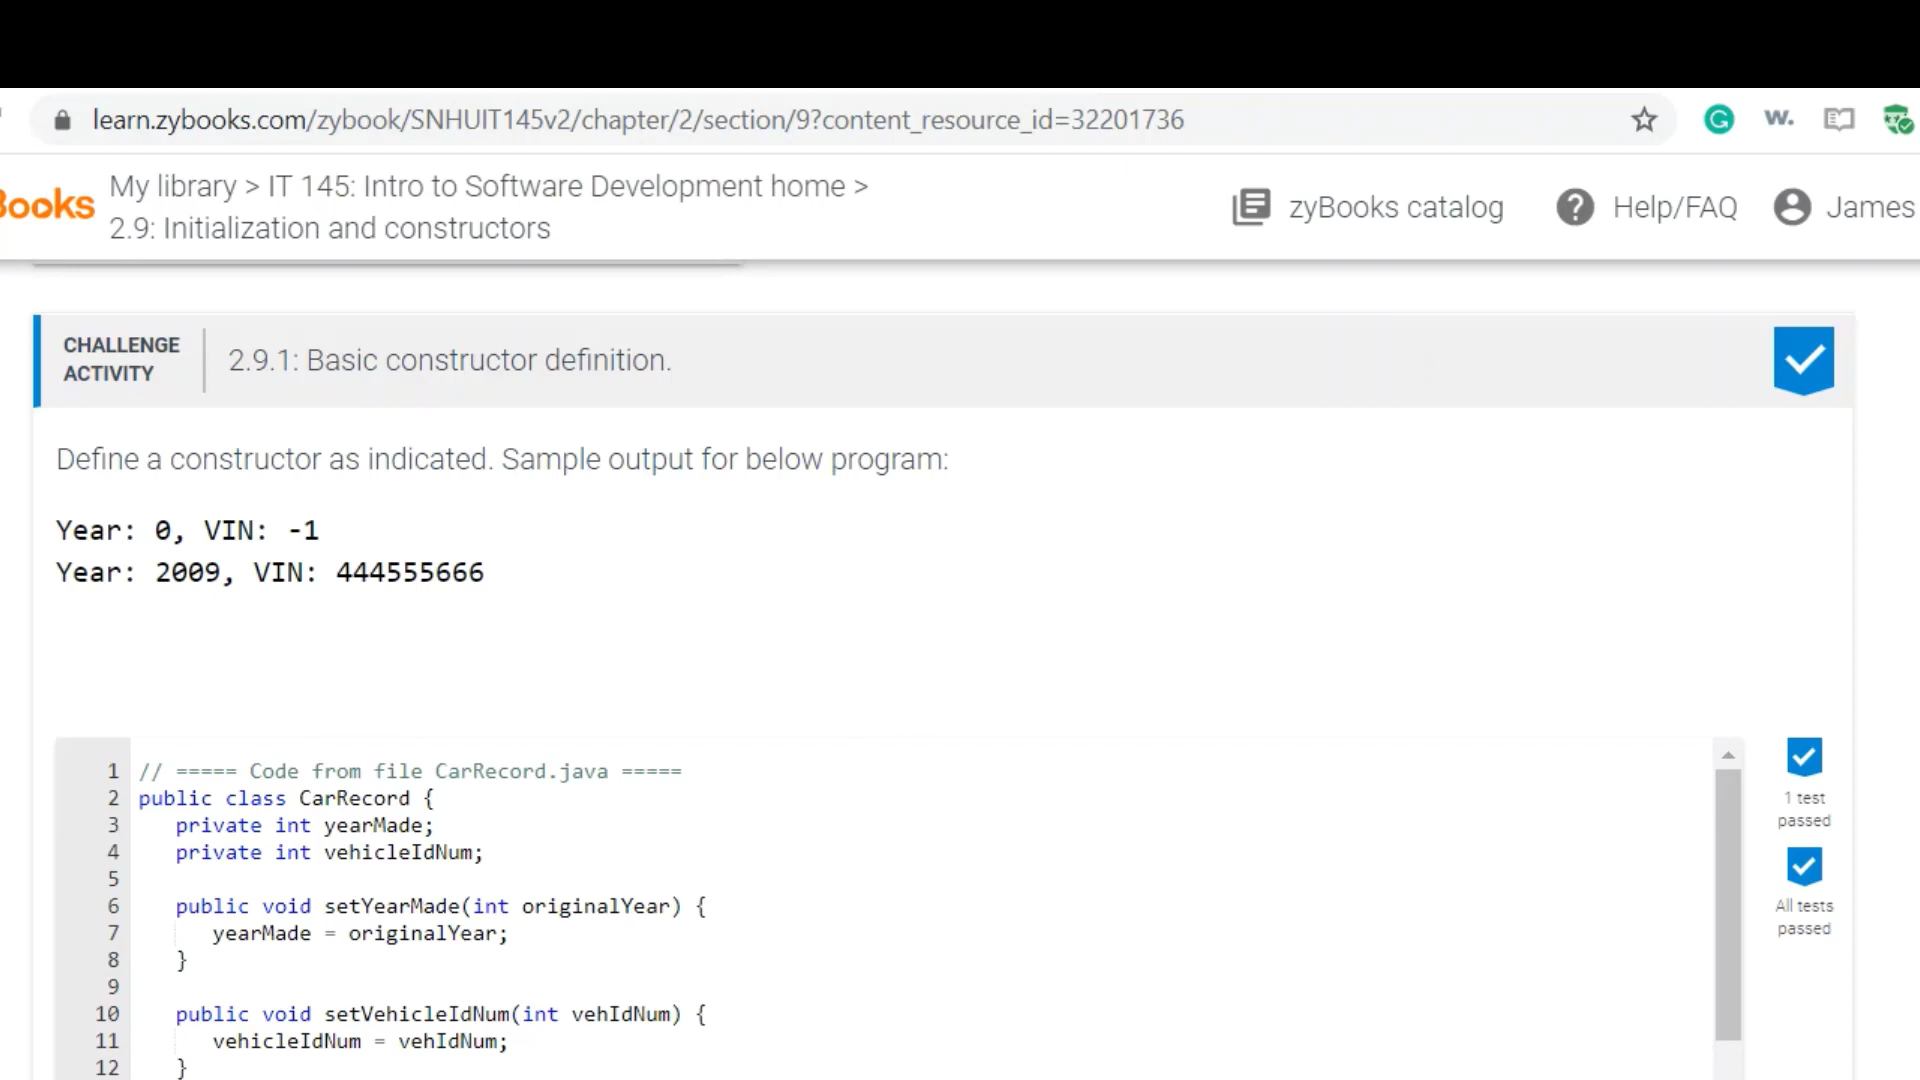 learn.zybooks.com/zybook/SNHUIT145v2/chapter/2/section/9?content_resource_id=32201736
W.
Books
My library > IT 145: Intro to Software Development home >
2.9: Initialization and constructors
zyBooks catalog
? Help/FAQ
James
CHALLENGE
ACTIVITY
2.9.1: Basic constructor definition.
Define a constructor as indicated. Sample output for below program:
Year: 0, VIN: -1
Year: 2009, VIN: 444555666
1 // ===== Code from file CarRecord.java =====
2 public class CarRecord {
3    private int yearMade;
4    private int vehicleIdNum;
5
6    public void setYearMade(int originalYear) {
7       yearMade = originalYear;
8    }
9
10    public void setVehicleIdNum(int vehIdNum) {
11       vehicleIdNum = vehIdNum;
12    }
1 test
passed
All tests
passed